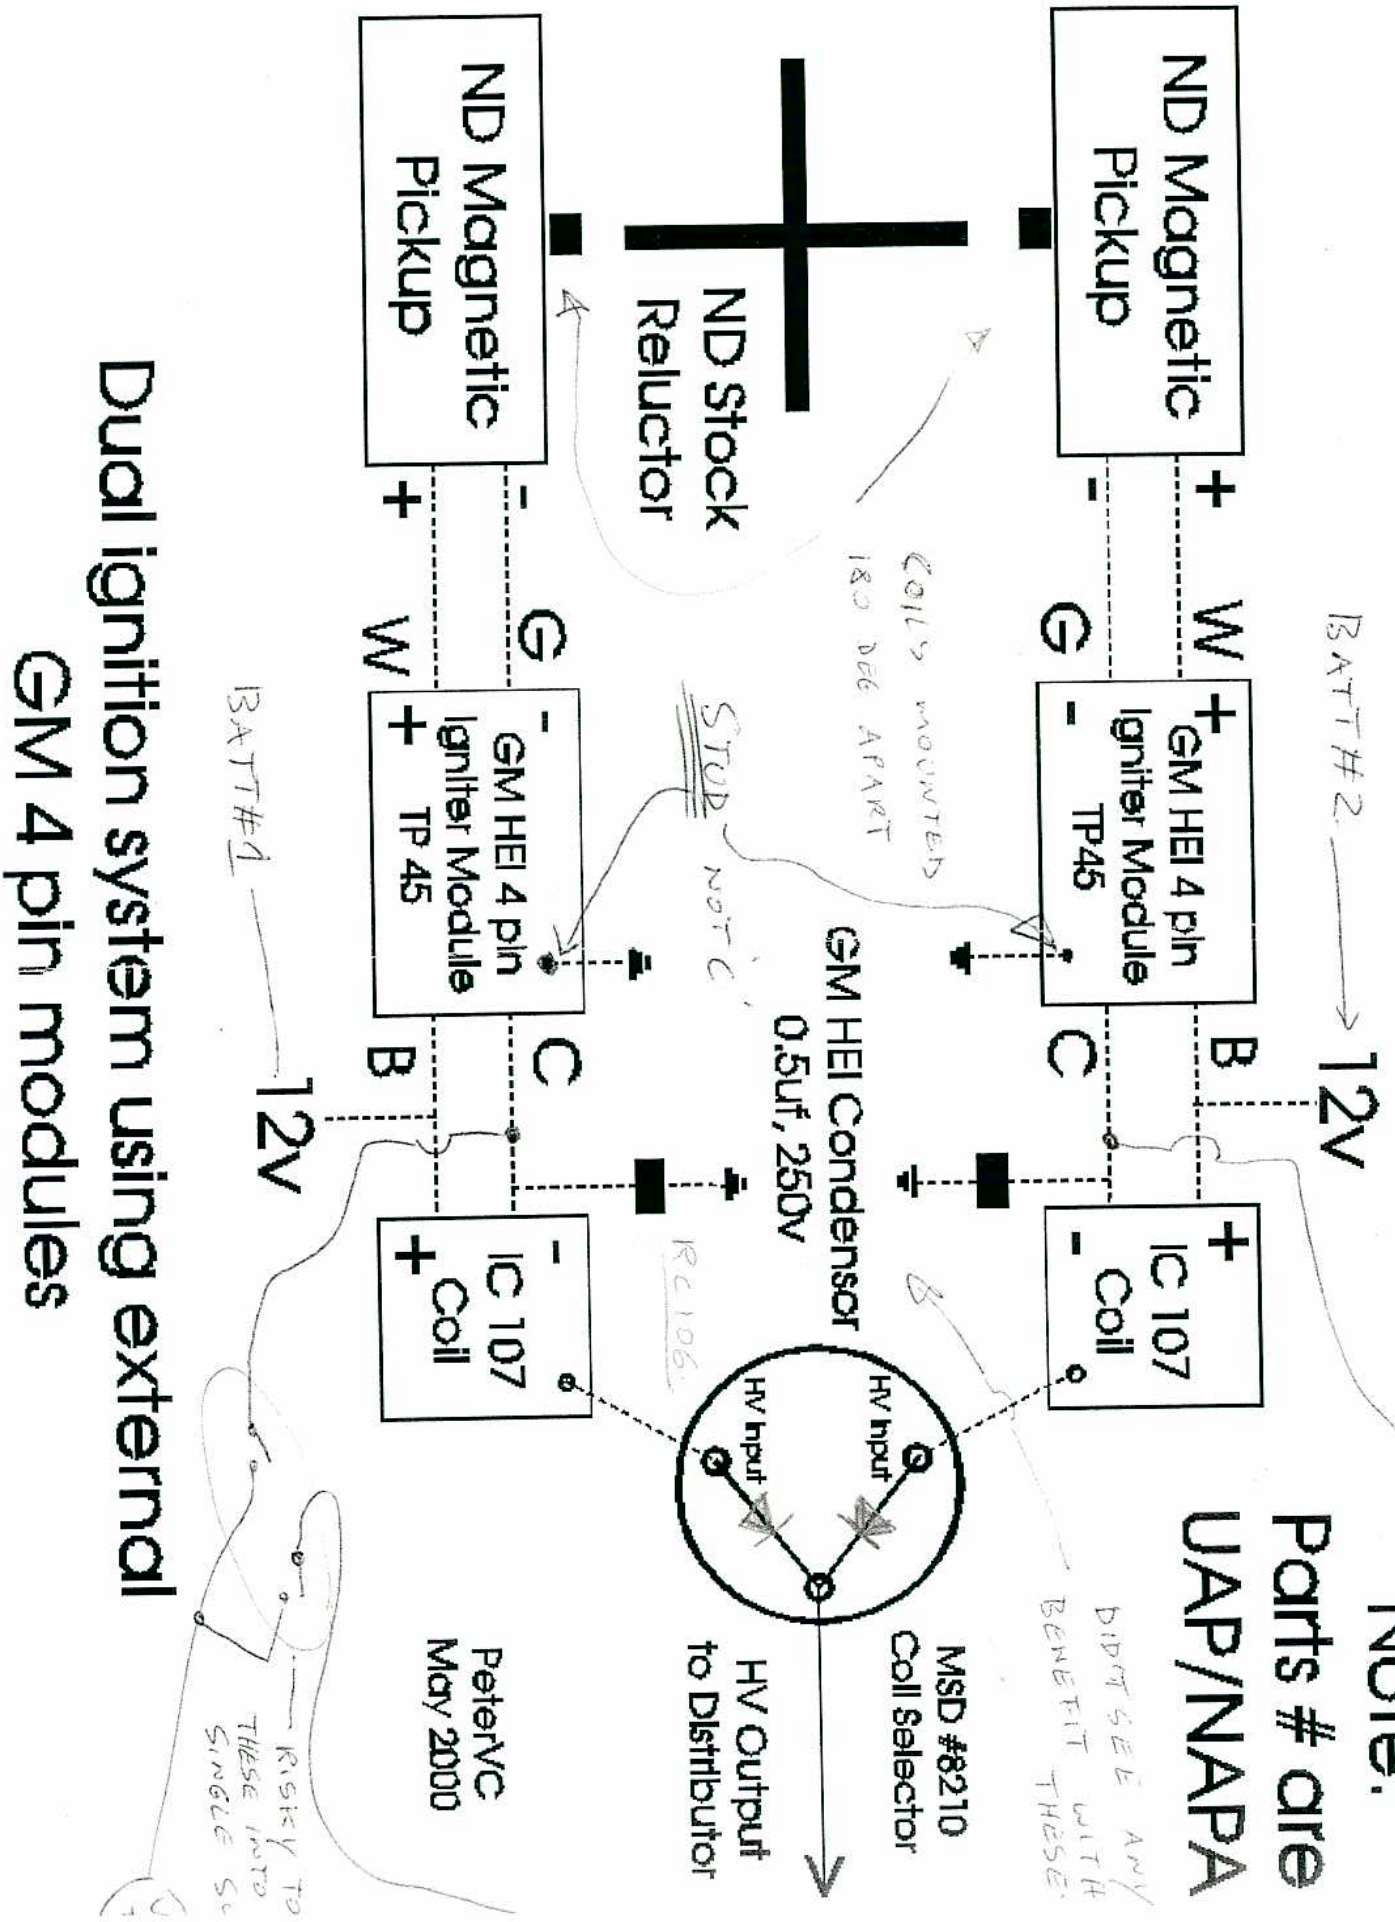 Note:
Parts # are
UAP/NAPA
BATT #2
12v
ND Magnetic
Pickup
+
-
W
G
+
-
GM HEI 4 pin
Igniter Module
TP45
B
C
+
-
IC 107
Coil
DIDN'T SEE ANY
BENEFIT WITH
THESE.
COILS MOUNTED
180 DEG APART
GM HEI Condensor
0.5uf, 250v
MSD #8210
Coil Selector
HV Input
HV Input
HV Output
to Distributor
ND Stock
Reluctor
STUD NOT 'C'
RC106
ND Magnetic
Pickup
-
+
G
W
-
+
GM HEI 4 pin
Igniter Module
TP 45
C
B
-
+
IC 107
Coil
PeterVC
May 2000
BATT #1
12v
RISKY TO
THESE INTO
SINGLE
Dual ignition system using external
GM 4 pin modules